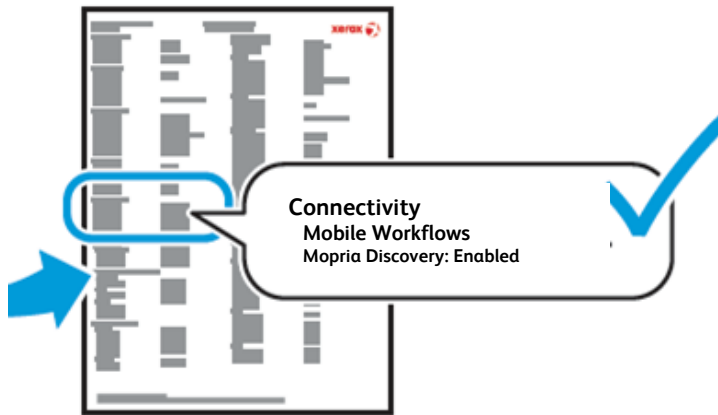 xerox
Connectivity
Mobile Workflows
Mopria Discovery: Enabled